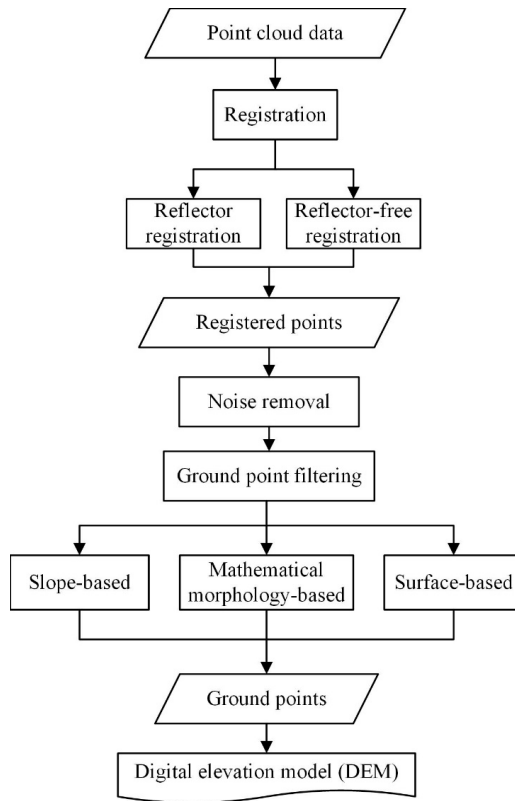 Point cloud data
Registration
Reflector
registration
Reflector-free
registration
Registered points
Noise removal
Ground point filtering
Slope-based
Mathematical
morphology-based
Surface-based
Ground points
Digital elevation model (DEM)